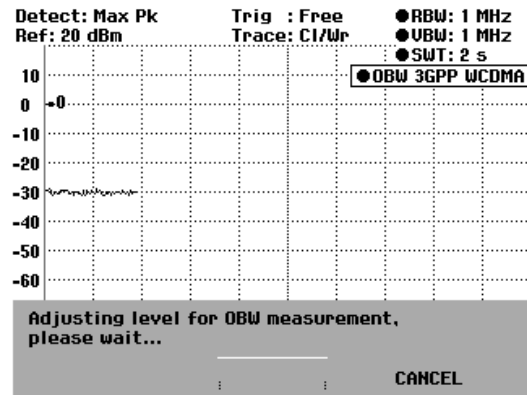 Detect: Max Pk Trig : Free ●RBW: 1 MHz
Ref: 20 dBm Trace: Cl/Wr ●VBW: 1 MHz
●SWT: 2 s
●OBW 3GPP WCDMA
10
0
0
-10
-20
-30
-40
-50
-60
Adjusting level for OBW measurement,
please wait...
CANCEL